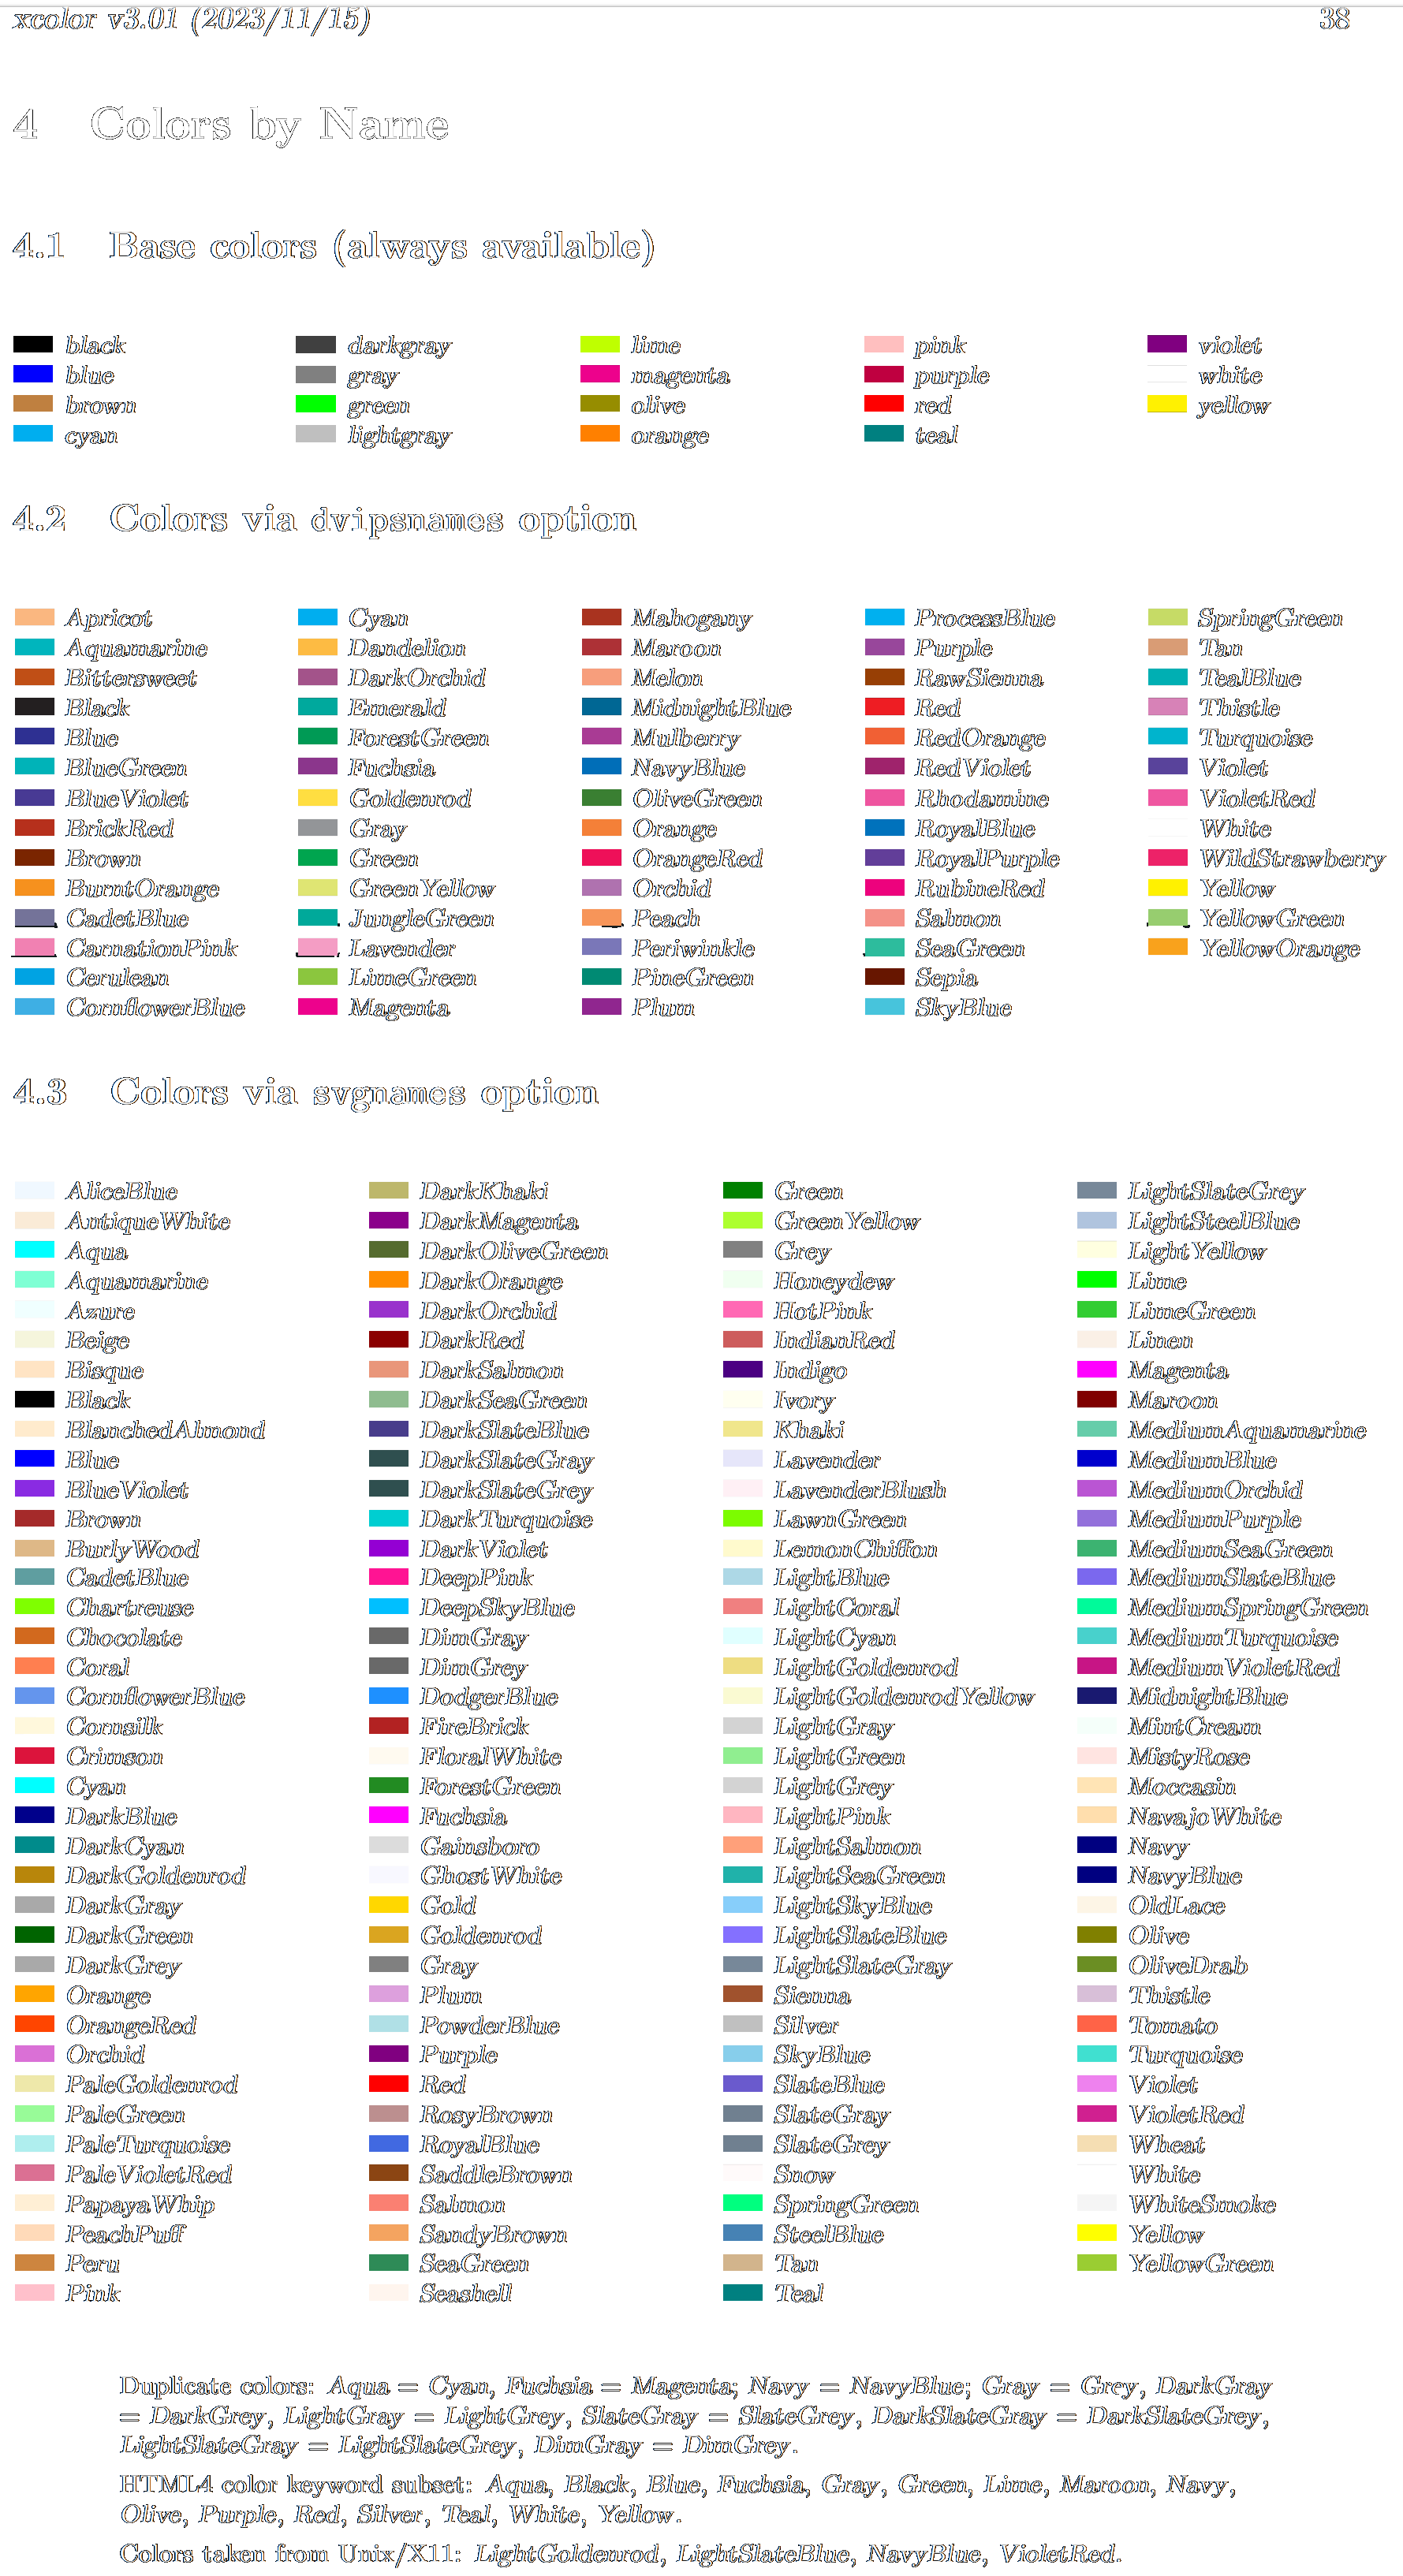 xcolor v3.01 (2023/11/15) 38
4 Colors by Name
4.1 Base colors (always available)
black darkgray lime pink violet
blue gray magenta purple white
brown green olive red yellow
cyan lightgray orange teal
4.2 Colors via dvipsnames option
Apricot Cyan Mahogany ProcessBlue SpringGreen
Aquamarine Dandelion Maroon Purple Tan
Bittersweet DarkOrchid Melon RawSienna TealBlue
Black Emerald MidnightBlue Red Thistle
Blue ForestGreen Mulberry RedOrange Turquoise
BlueGreen Fuchsia NavyBlue RedViolet Violet
BlueViolet Goldenrod OliveGreen Rhodamine VioletRed
BrickRed Gray Orange RoyalBlue White
Brown Green OrangeRed RoyalPurple WildStrawberry
BurntOrange GreenYellow Orchid RubineRed Yellow
CadetBlue JungleGreen Peach Salmon YellowGreen
CarnationPink Lavender Periwinkle SeaGreen YellowOrange
Cerulean LimeGreen PineGreen Sepia
CornflowerBlue Magenta Plum SkyBlue
4.3 Colors via svgnames option
AliceBlue DarkKhaki Green LightSlateGrey
AntiqueWhite DarkMagenta GreenYellow LightSteelBlue
Aqua DarkOliveGreen Grey LightYellow
Aquamarine DarkOrange Honeydew Lime
Azure DarkOrchid HotPink LimeGreen
Beige DarkRed IndianRed Linen
Bisque DarkSalmon Indigo Magenta
Black DarkSeaGreen Ivory Maroon
BlanchedAlmond DarkSlateBlue Khaki MediumAquamarine
Blue DarkSlateGray Lavender MediumBlue
BlueViolet DarkSlateGrey LavenderBlush MediumOrchid
Brown DarkTurquoise LawnGreen MediumPurple
BurlyWood DarkViolet LemonChiffon MediumSeaGreen
CadetBlue DeepPink LightBlue MediumSlateBlue
Chartreuse DeepSkyBlue LightCoral MediumSpringGreen
Chocolate DimGray LightCyan MediumTurquoise
Coral DimGrey LightGoldenrod MediumVioletRed
CornflowerBlue DodgerBlue LightGoldenrodYellow MidnightBlue
Cornsilk FireBrick LightGray MintCream
Crimson FloralWhite LightGreen MistyRose
Cyan ForestGreen LightGrey Moccasin
DarkBlue Fuchsia LightPink NavajoWhite
DarkCyan Gainsboro LightSalmon Navy
DarkGoldenrod GhostWhite LightSeaGreen NavyBlue
DarkGray Gold LightSkyBlue OldLace
DarkGreen Goldenrod LightSlateBlue Olive
DarkGrey Gray LightSlateGray OliveDrab
Orange Plum Sienna Thistle
OrangeRed PowderBlue Silver Tomato
Orchid Purple SkyBlue Turquoise
PaleGoldenrod Red SlateBlue Violet
PaleGreen RosyBrown SlateGray VioletRed
PaleTurquoise RoyalBlue SlateGrey Wheat
PaleVioletRed SaddleBrown Snow White
PapayaWhip Salmon SpringGreen WhiteSmoke
PeachPuff SandyBrown SteelBlue Yellow
Peru SeaGreen Tan YellowGreen
Pink Seashell Teal
Duplicate colors: Aqua = Cyan, Fuchsia = Magenta; Navy = NavyBlue; Gray = Grey, DarkGray
= DarkGrey, LightGray = LightGrey, SlateGray = SlateGrey, DarkSlateGray = DarkSlateGrey,
LightSlateGray = LightSlateGrey, DimGray = DimGrey.
HTML4 color keyword subset: Aqua, Black, Blue, Fuchsia, Gray, Green, Lime, Maroon, Navy,
Olive, Purple, Red, Silver, Teal, White, Yellow.
Colors taken from Unix/X11: LightGoldenrod, LightSlateBlue, NavyBlue, VioletRed.